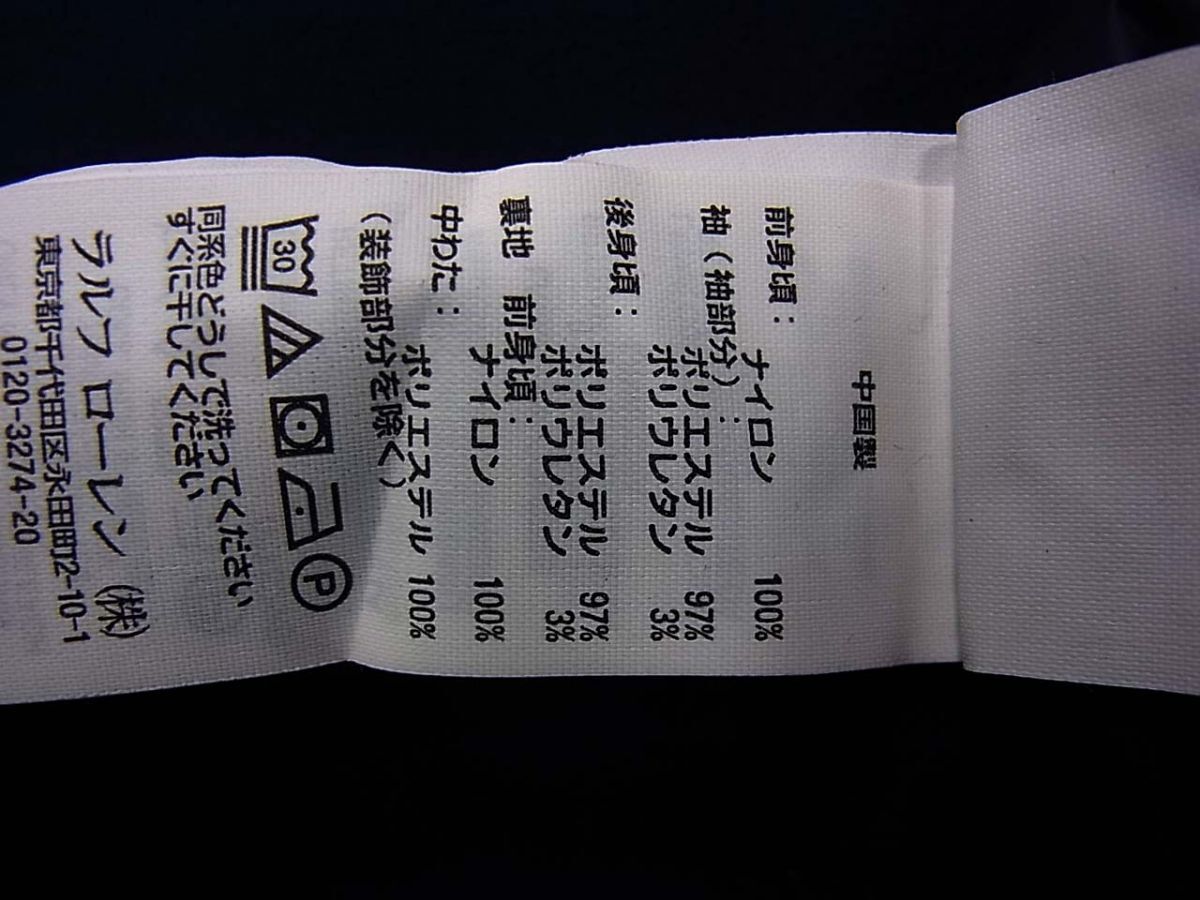 中国製
前身頃：
ナイロン 100%
袖（袖部分）：
ポリエステル 97%
ポリウレタン 3%
後身頃：
ポリエステル 97%
ポリウレタン 3%
裏地 前身頃：
ナイロン 100%
中わた：
ポリエステル 100%
（装飾部分を除く）
30
P
同系色どうしで洗ってください
すぐに干してください
ラルフ ローレン（株）
東京都千代田区永田町2-10-1
0120-3274-20